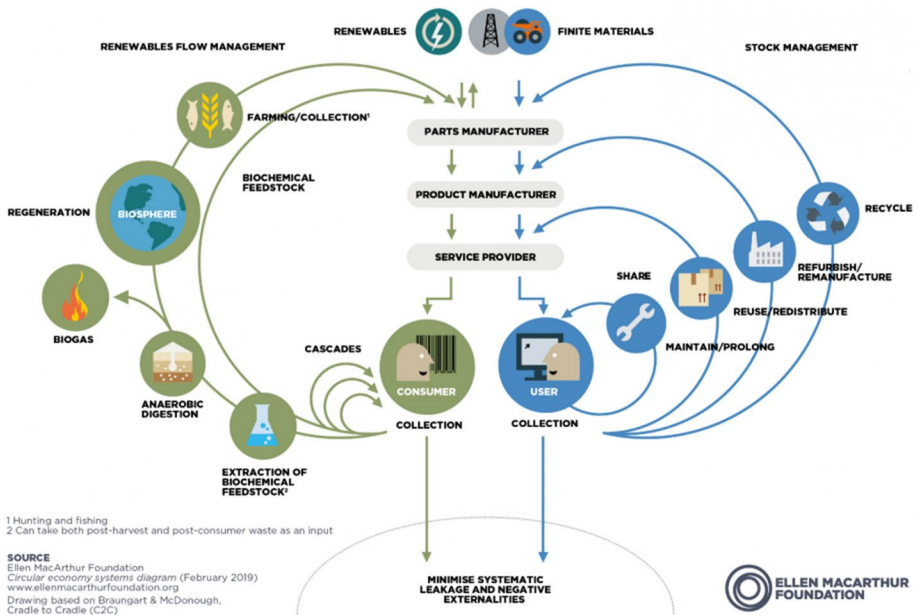 RENEWABLES
FINITE MATERIALS
RENEWABLES FLOW MANAGEMENT
STOCK MANAGEMENT
FARMING/COLLECTION¹
PARTS MANUFACTURER
BIOCHEMICAL
FEEDSTOCK
PRODUCT MANUFACTURER
REGENERATION
BIOSPHERE
RECYCLE
SERVICE PROVIDER
SHARE
REFURBISH/
REMANUFACTURE
REUSE/REDISTRIBUTE
BIOGAS
MAINTAIN/PROLONG
CASCADES
CONSUMER
USER
ANAEROBIC
DIGESTION
COLLECTION
COLLECTION
EXTRACTION OF
BIOCHEMICAL
FEEDSTOCK²
1 Hunting and fishing
2 Can take both post-harvest and post-consumer waste as an input
SOURCE
Ellen MacArthur Foundation
Circular economy systems diagram (February 2019)
www.ellenmacarthurfoundation.org
Drawing based on Braungart & McDonough,
Cradle to Cradle (C2C)
MINIMISE SYSTEMATIC
LEAKAGE AND NEGATIVE
EXTERNALITIES
ELLEN MACARTHUR
FOUNDATION